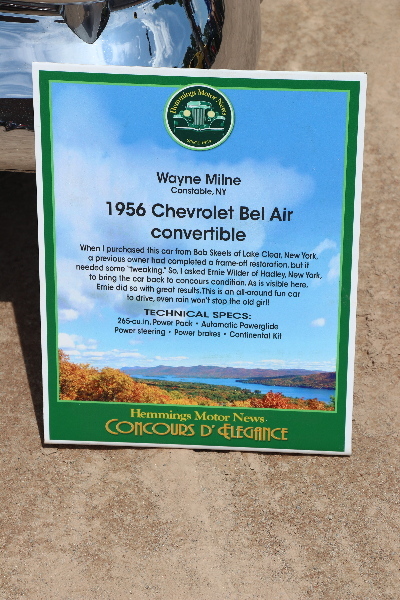 Hemmings Motor News
SINCE 1954
Wayne Milne
Constable, NY
1956 Chevrolet Bel Air
convertible
When I purchased this car from Bob Skeels of Lake Clear, New York,
a previous owner had completed a frame-off restoration, but it
needed some "tweaking." So, I asked Ernie Wilder of Hadley, New York,
to bring the car back to concours condition. As is visible here,
Ernie did so with great results. This is an all-around fun car
to drive, even rain won't stop the old girl!
TECHNICAL SPECS:
265-cu.in. Power Pack • Automatic Powerglide
Power steering • Power brakes • Continental Kit
Hemmings Motor News
CONCOURS D' ELEGANCE